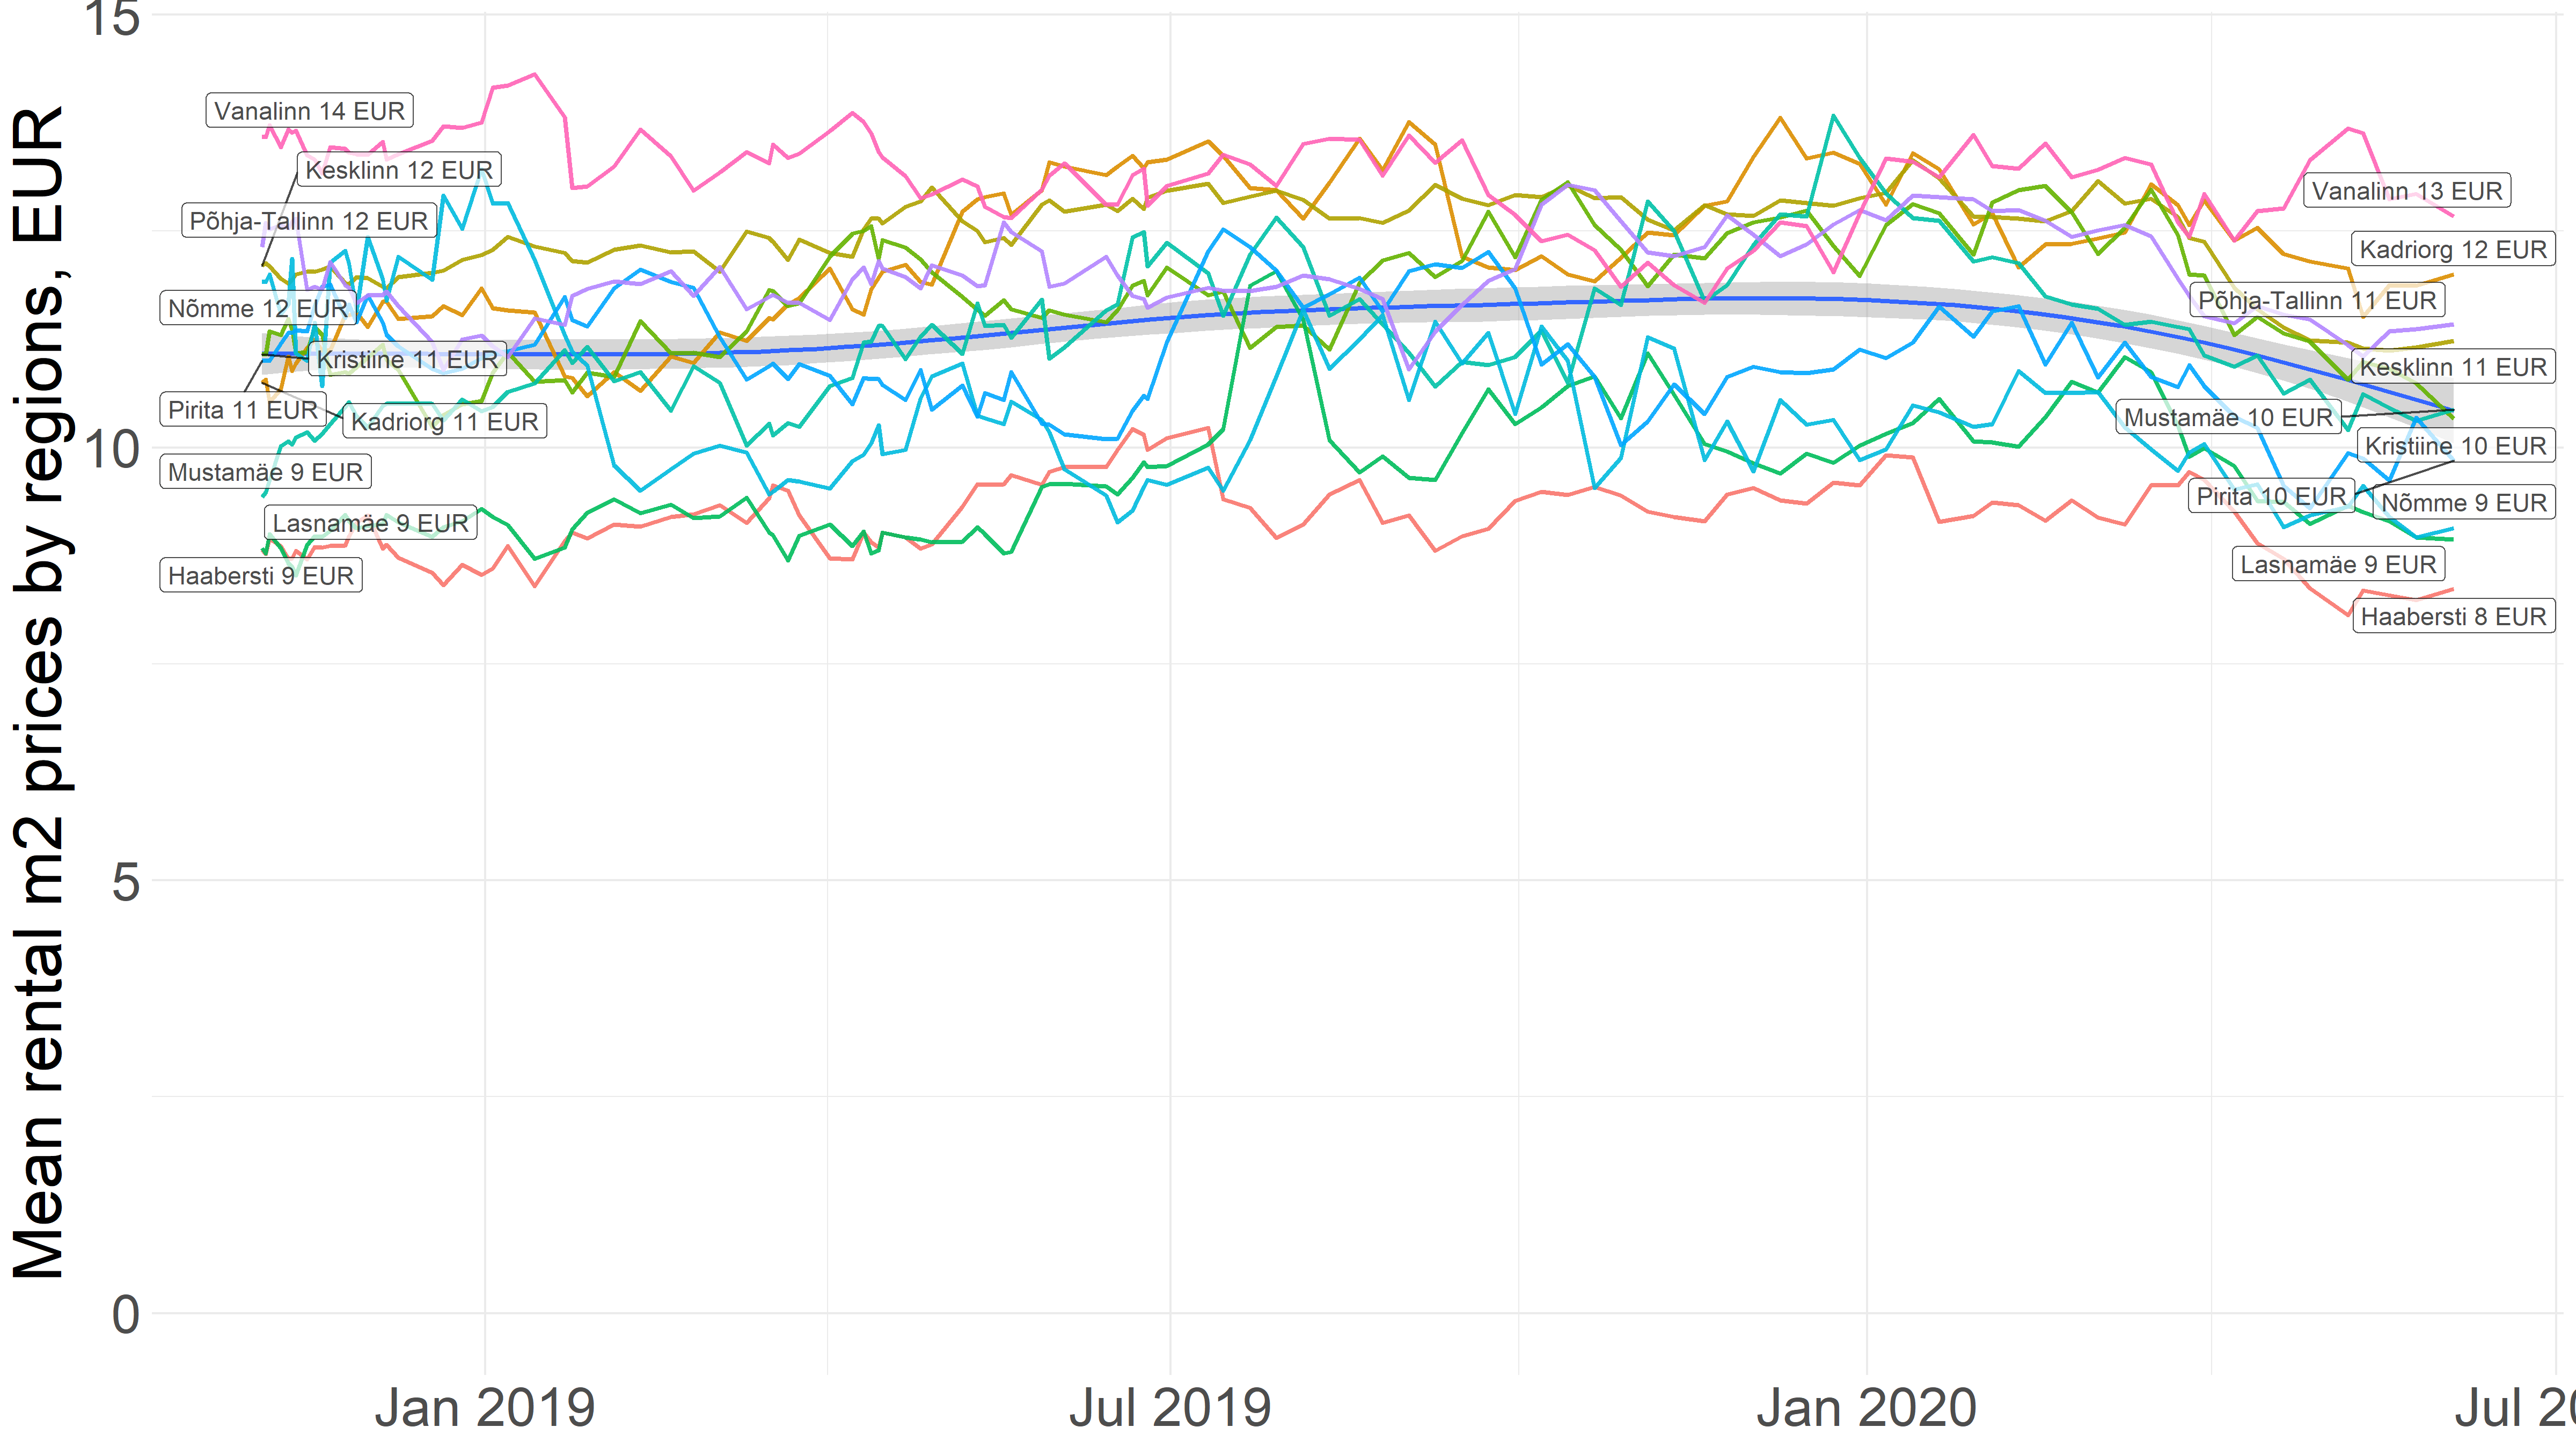 Mean rental m2 prices by regions, EUR
15
10
5
0
Vanalinn 14 EUR
Kesklinn 12 EUR
Põhja-Tallinn 12 EUR
Nõmme 12 EUR
Kristiine 11 EUR
Pirita 11 EUR
Kadriorg 11 EUR
Mustamäe 9 EUR
Lasnamäe 9 EUR
Haabersti 9 EUR
Vanalinn 13 EUR
Kadriorg 12 EUR
Põhja-Tallinn 11 EUR
Kesklinn 11 EUR
Mustamäe 10 EUR
Kristiine 10 EUR
Pirita 10 EUR
Nõmme 9 EUR
Lasnamäe 9 EUR
Haabersti 8 EUR
Jan 2019
Jul 2019
Jan 2020
Jul 20